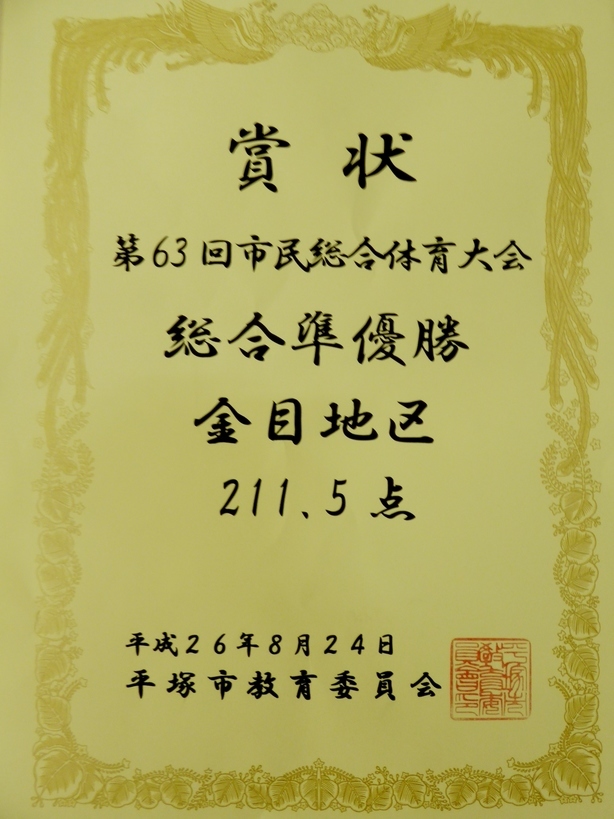 賞状
第63回市民総合体育大会
総合準優勝
金目地区
211、5点
平成26年8月24日
平塚市教育委員会